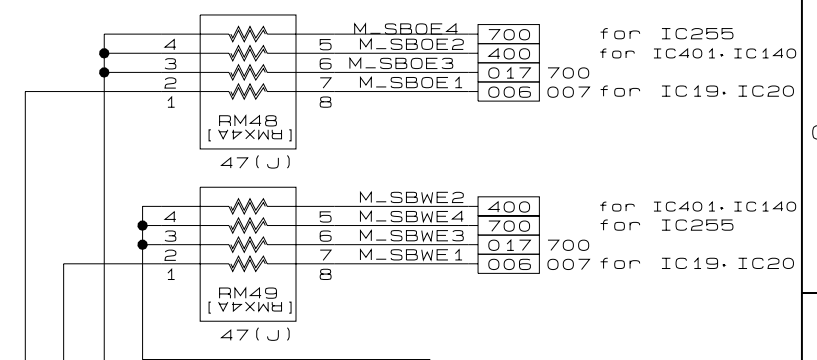 M_SBOE4 700 for IC255
4 5 M_SBOE2 400 for IC401. IC140
3 6 M_SBOE3 017 700
2 7 M_SBOE1 006 007 for IC19. IC20
1 8
RM48
[RMX4A]
47(J)
M_SBWE2 400 for IC401. IC140
4 5 M_SBWE4 700 for IC255
3 6 M_SBWE3 017 700
2 7 M_SBWE1 006 007 for IC19. IC20
1 8
RM49
[RMX4A]
47(J)